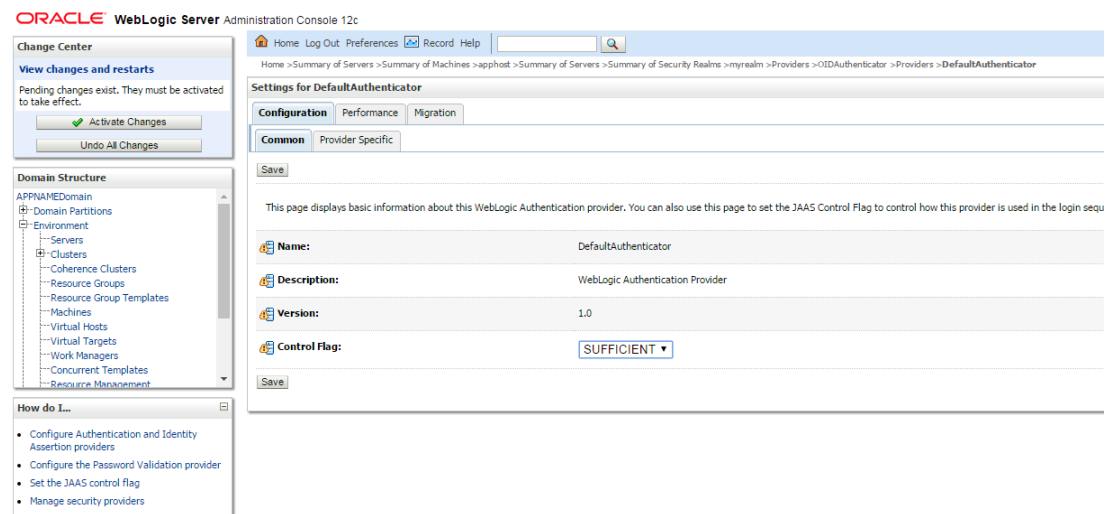 ORACLE WebLogic Server Administration Console 12c
Change Center
View changes and restarts
Pending changes exist. They must be activated
to take effect.
Activate Changes
Undo All Changes
Domain Structure
APPNAMEDomain
Domain Partitions
Environment
Servers
Clusters
Coherence Clusters
Resource Groups
Resource Group Templates
Machines
Virtual Hosts
Virtual Targets
Work Managers
Concurrent Templates
Resource Management
How do I...
Configure Authentication and Identity
Assertion providers
Configure the Password Validation provider
Set the JAAS control flag
Manage security providers
Home Log Out Preferences Record Help
Home >Summary of Servers >Summary of Machines >apphost >Summary of Servers >Summary of Security Realms >myrealm >Providers >OIDAuthenticator >Providers >DefaultAuthenticator
Settings for DefaultAuthenticator
Configuration Performance Migration
Common Provider Specific
Save
This page displays basic information about this WebLogic Authentication provider. You can also use this page to set the JAAS Control Flag to control how this provider is used in the login sequ
Name: DefaultAuthenticator
Description: WebLogic Authentication Provider
Version: 1.0
Control Flag: SUFFICIENT
Save